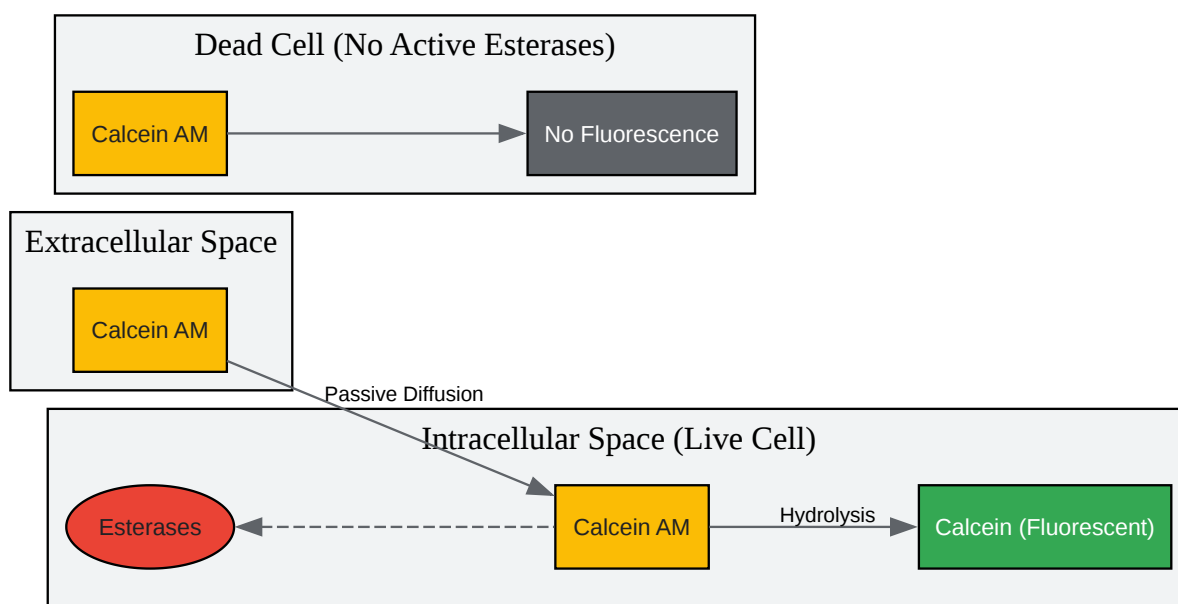 Dead Cell (No Active Esterases)
Calcein AM
No Fluorescence
Extracellular Space
Calcein AM
Passive Diffusion
Intracellular Space (Live Cell)
Esterases
Calcein AM
Hydrolysis
Calcein (Fluorescent)